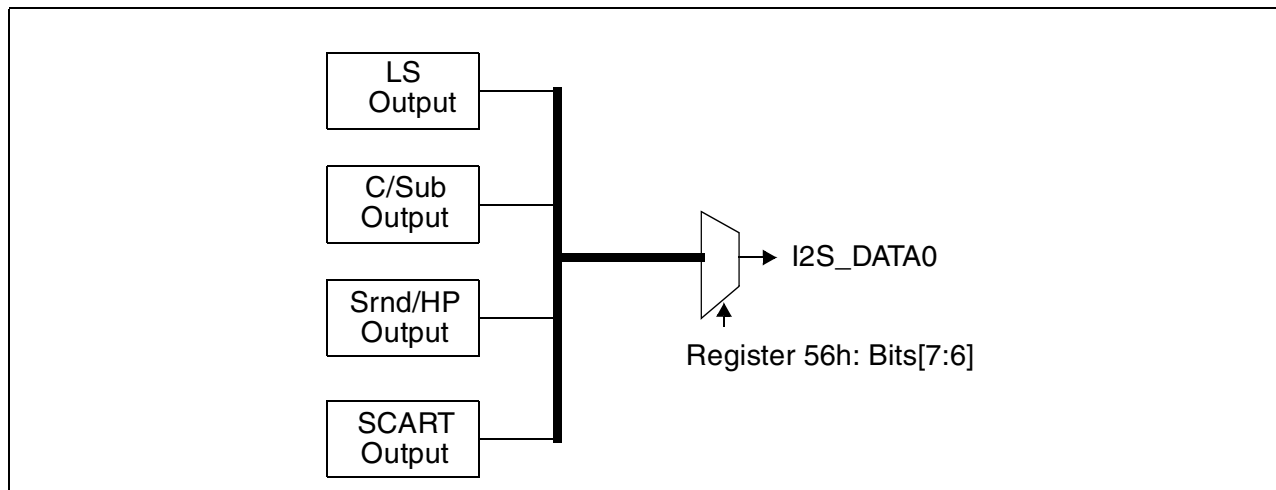 LS
Output
C/Sub
Output
I2S_DATA0
Srnd/HP
Output
Register 56h: Bits[7:6]
SCART
Output